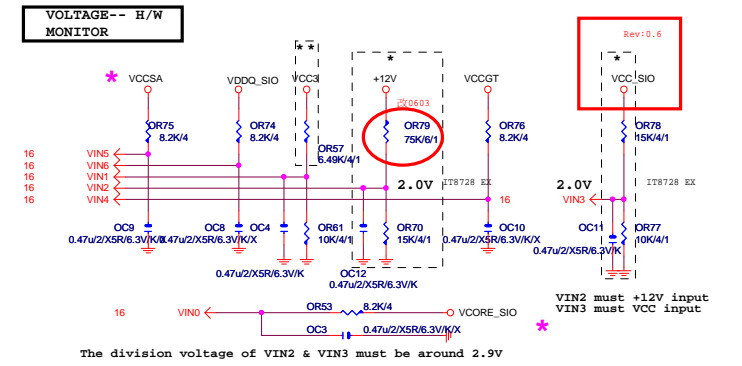 VOLTAGE-- H/W
MONITOR
Rev:0.6
* *
*
*
*
VCCSA
VDDQ_SIO
VCC3
+12V
VCCGT
VCC_SIO
0603
OR75
8.2K/4
OR74
8.2K/4
OR57
6.49K/4/1
OR79
75K/6/1
OR76
8.2K/4
OR78
15K/4/1
16 VIN5
16 VIN6
16 VIN1
16 VIN2
16 VIN4
2.0V
IT8728 EX
16
2.0V
IT8728 EX
VIN3
OC9
0.47u/2/X5R/6.3V/K/X
OC8
0.47u/2/X5R/6.3V/K/X
OC4
0.47u/2/X5R/6.3V/K
OR61
10K/4/1
OC12
0.47u/2/X5R/6.3V/K
OR70
15K/4/1
OC10
0.47u/2/X5R/6.3V/K/X
OC11
0.47u/2/X5R/6.3V/K
OR77
10K/4/1
VIN2 must +12V input
VIN3 must VCC input
*
16 VIN0
OR53 8.2K/4
VCORE_SIO
OC3 0.47u/2/X5R/6.3V/K/X
The division voltage of VIN2 & VIN3 must be around 2.9V